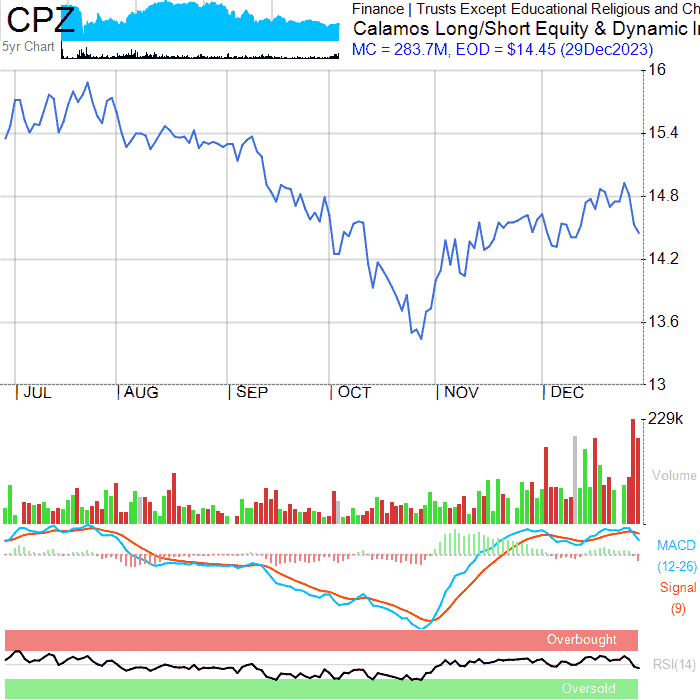 CPZ
5yr Chart
Finance | Trusts Except Educational Religious and Ch
Calamos Long/Short Equity & Dynamic I
MC = 283.7M, EOD = $14.45 (29Dec2023)
16
15.4
14.8
14.2
13.6
13
JUL
AUG
SEP
OCT
NOV
DEC
229k
Volume
MACD
(12-26)
Signal
(9)
Overbought
RSI(14)
Oversold